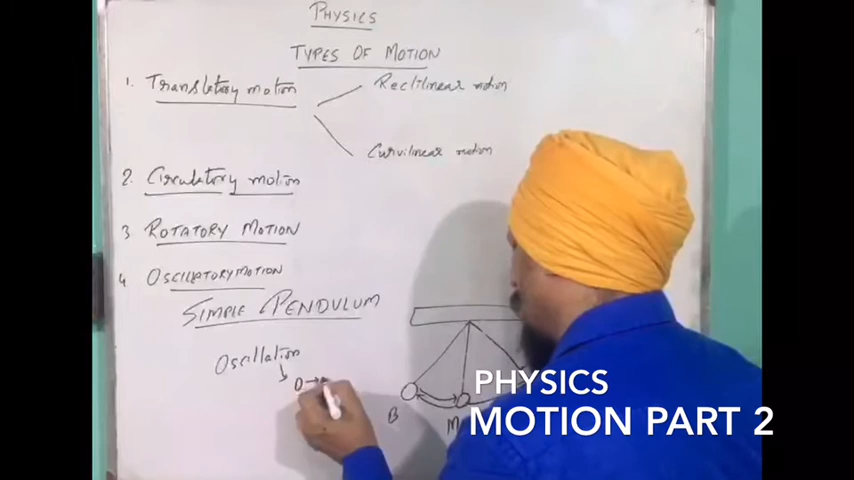 PHYSICS
TYPES OF MOTION
1. Translatory motion
Rectilinear motion
Curvilinear motion
2. Circulatory motion
3 ROTATORY MOTION
4 OSCILLATORY MOTION
SIMPLE PENDULUM
Oscillation
O →
B
M
PHYSICS
MOTION PART 2